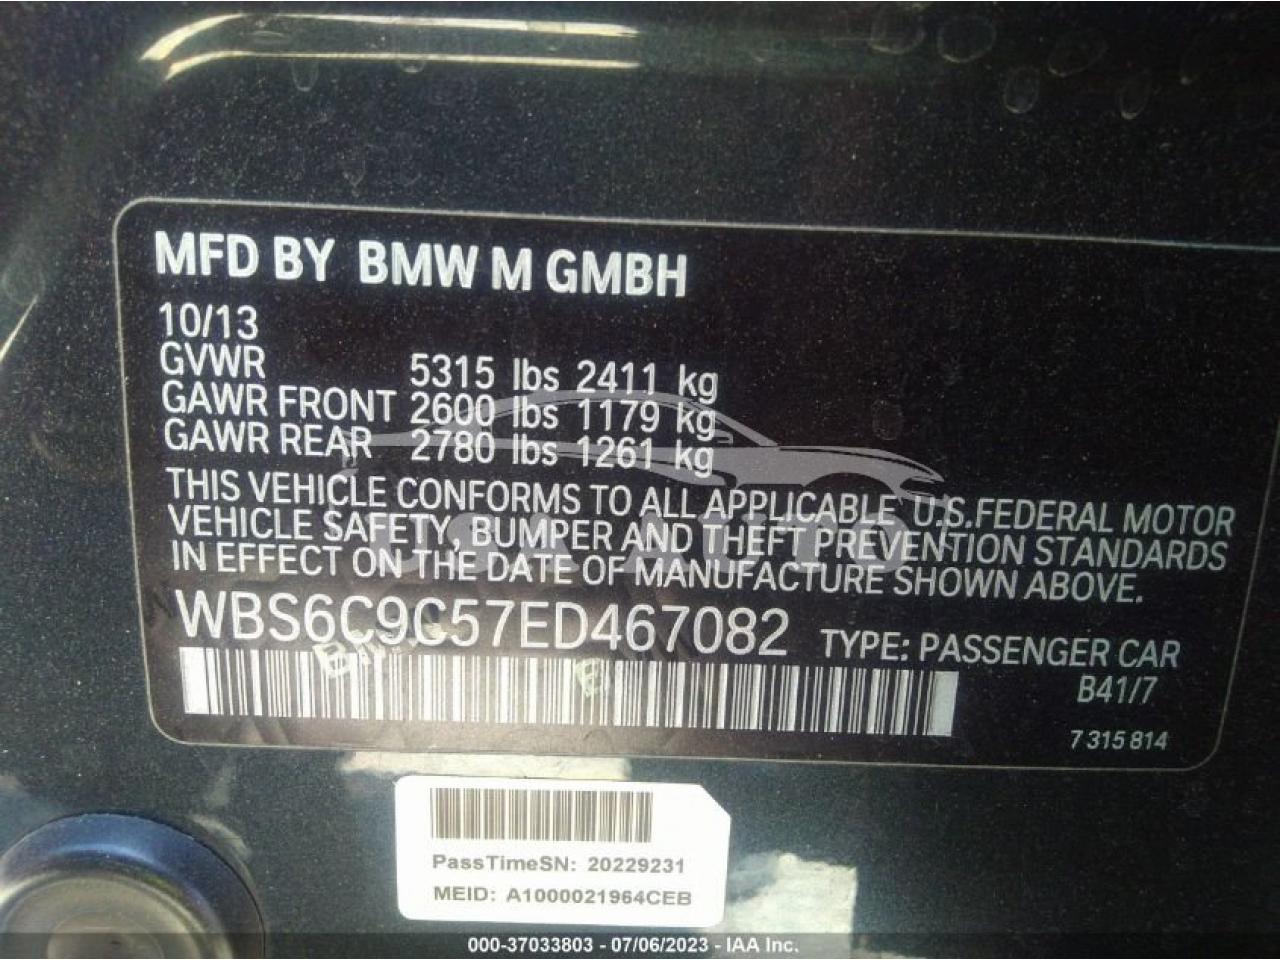 MFD BY BMW M GMBH
10/13
GVWR 5315 lbs 2411 kg
GAWR FRONT 2600 lbs 1179 kg
GAWR REAR 2780 lbs 1261 kg
THIS VEHICLE CONFORMS TO ALL APPLICABLE U.S.FEDERAL MOTOR
VEHICLE SAFETY, BUMPER AND THEFT PREVENTION STANDARDS
IN EFFECT ON THE DATE OF MANUFACTURE SHOWN ABOVE.
USA AUTO
WBS6C9C57ED467082 TYPE: PASSENGER CAR
B41/7
7 315 814
PassTimeSN: 20229231
MEID: A1000021964CEB
000-37033803 - 07/06/2023 - IAA Inc.